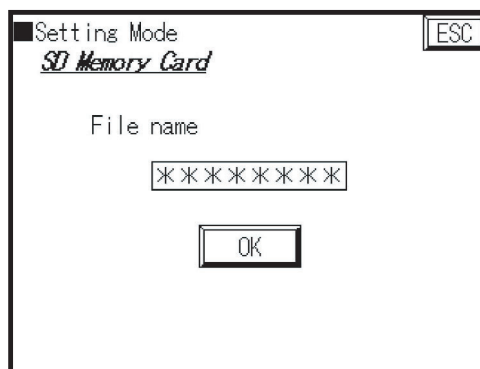 ■Setting Mode
ESC
SD Memory Card
File name
********
OK